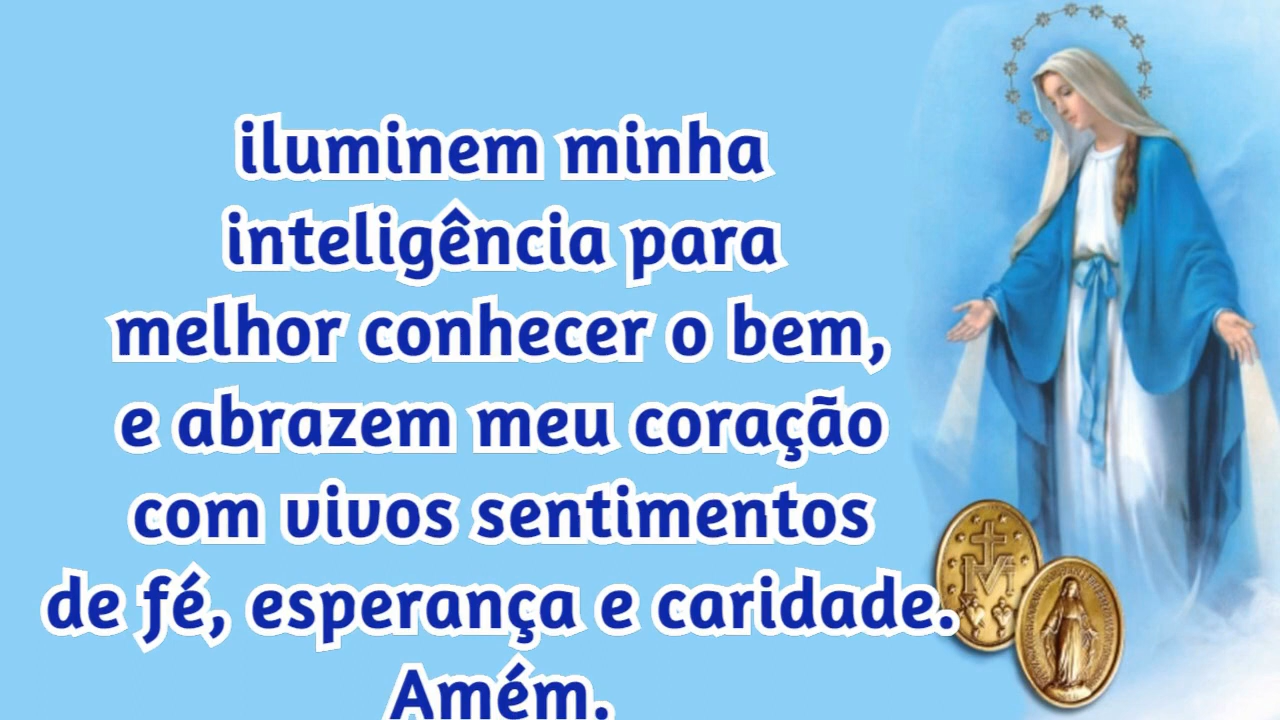 iluminem minha
inteligência para
melhor conhecer o bem,
e abrazem meu coração
com vivos sentimentos
de fé, esperança e caridade.
Amém.